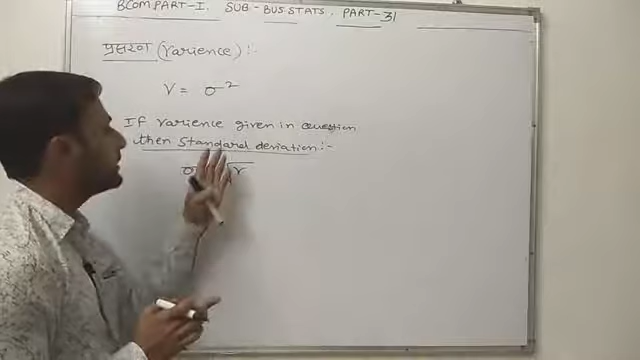 BCOM PART-I. SUB-BUS STATS. PART-31
प्रसरण (Varience) :-
V = σ²
If varience given in question
then standard deviation :-
σ √V